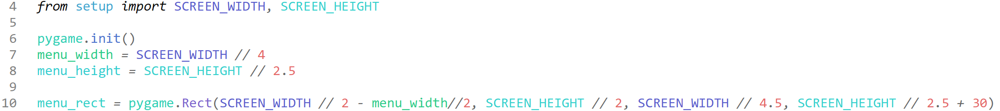 4 from setup import SCREEN_WIDTH, SCREEN_HEIGHT
5
6 pygame.init()
7 menu_width = SCREEN_WIDTH // 4
8 menu_height = SCREEN_HEIGHT // 2.5
9
10 menu_rect = pygame.Rect(SCREEN_WIDTH // 2 - menu_width//2, SCREEN_HEIGHT // 2, SCREEN_WIDTH // 4.5, SCREEN_HEIGHT // 2.5 + 30)